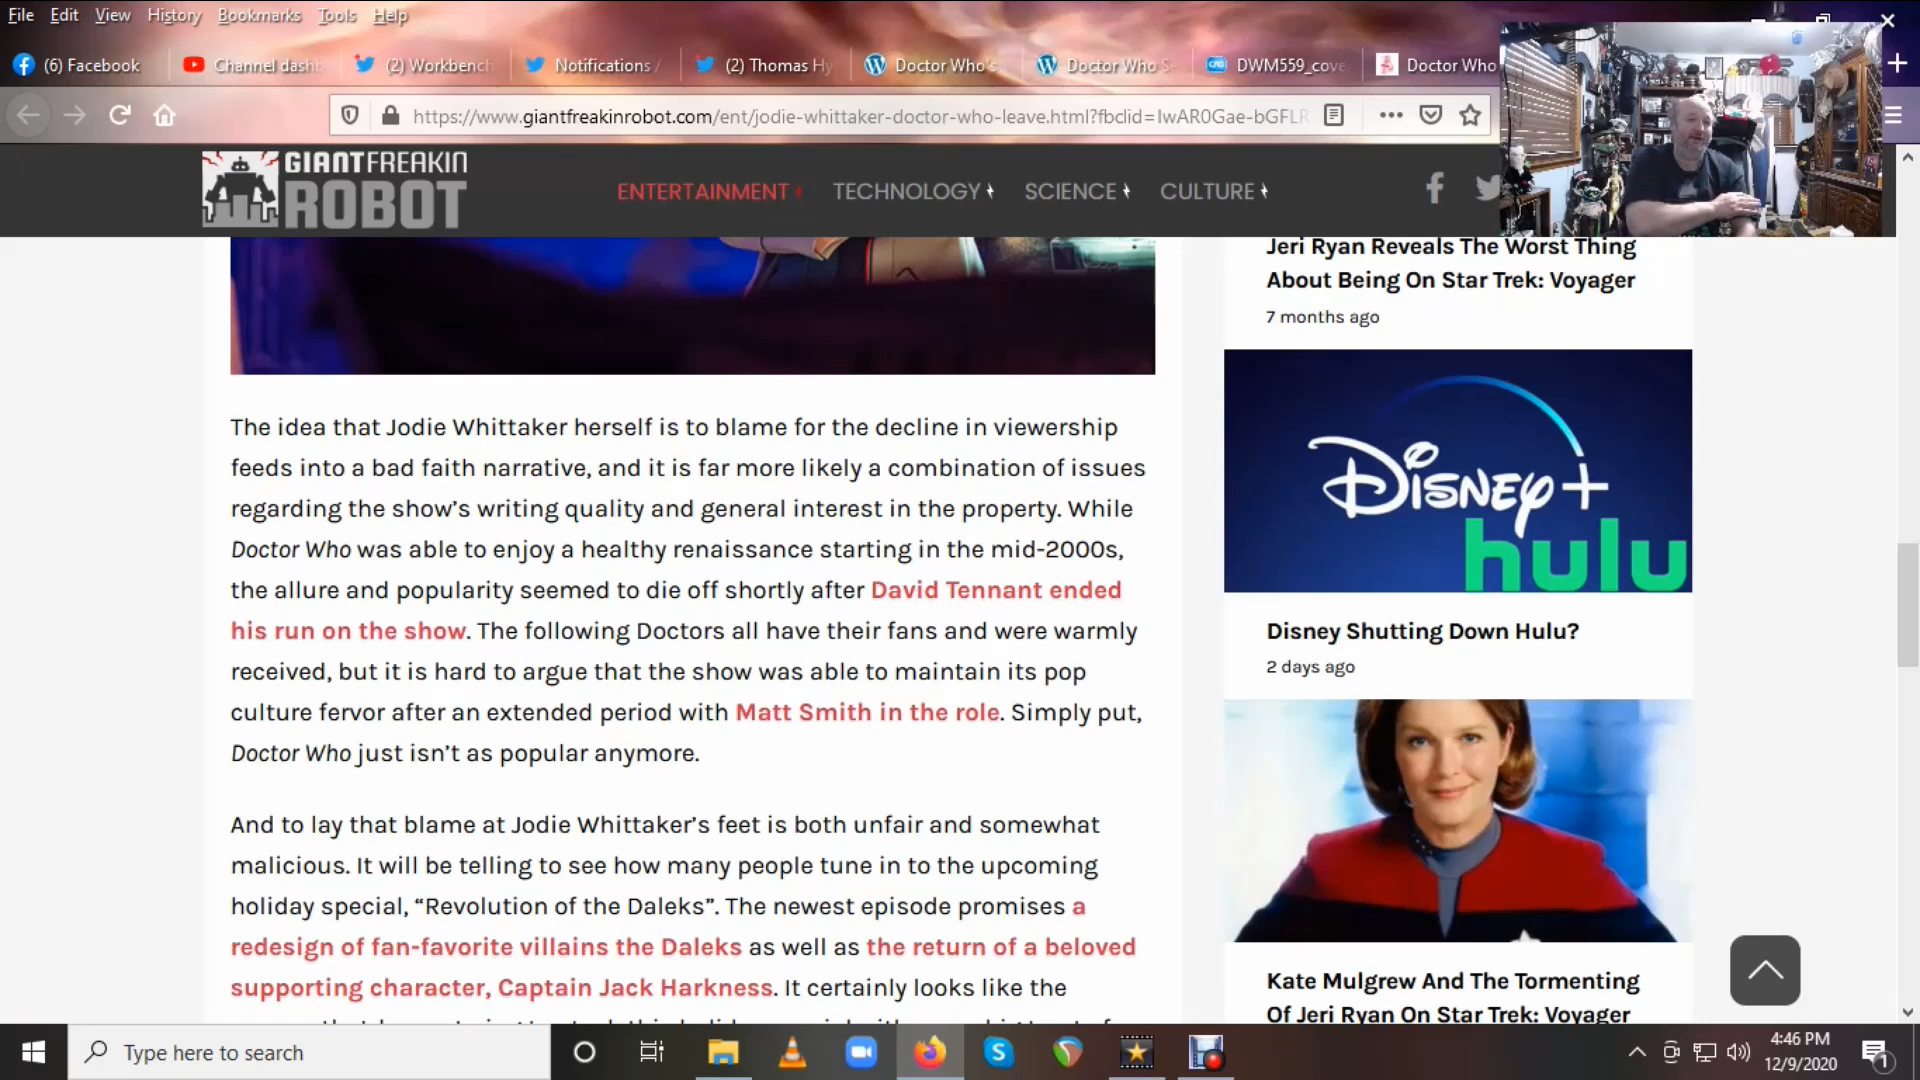 File Edit View History Bookmarks Tools Help
(6) Facebook
Channel dashb
(2) Workbench
Notifications /
(2) Thomas Hy
Doctor Who's
Doctor Who S
DWM559_cove
Doctor Who
https://www.giantfreakinrobot.com/ent/jodie-whittaker-doctor-who-leave.html?fbclid=IwAR0Gae-bGFLR
GIANTFREAKIN
ROBOT
ENTERTAINMENT TECHNOLOGY SCIENCE CULTURE
The idea that Jodie Whittaker herself is to blame for the decline in viewership
feeds into a bad faith narrative, and it is far more likely a combination of issues
regarding the show's writing quality and general interest in the property. While
Doctor Who was able to enjoy a healthy renaissance starting in the mid-2000s,
the allure and popularity seemed to die off shortly after David Tennant ended
his run on the show. The following Doctors all have their fans and were warmly
received, but it is hard to argue that the show was able to maintain its pop
culture fervor after an extended period with Matt Smith in the role. Simply put,
Doctor Who just isn't as popular anymore.
And to lay that blame at Jodie Whittaker's feet is both unfair and somewhat
malicious. It will be telling to see how many people tune in to the upcoming
holiday special, “Revolution of the Daleks”. The newest episode promises a
redesign of fan-favorite villains the Daleks as well as the return of a beloved
supporting character, Captain Jack Harkness. It certainly looks like the
Jeri Ryan Reveals The Worst Thing
About Being On Star Trek: Voyager
7 months ago
Disney+
hulu
Disney Shutting Down Hulu?
2 days ago
Kate Mulgrew And The Tormenting
Of Jeri Ryan On Star Trek: Voyager
Type here to search
4:46 PM
12/9/2020
1